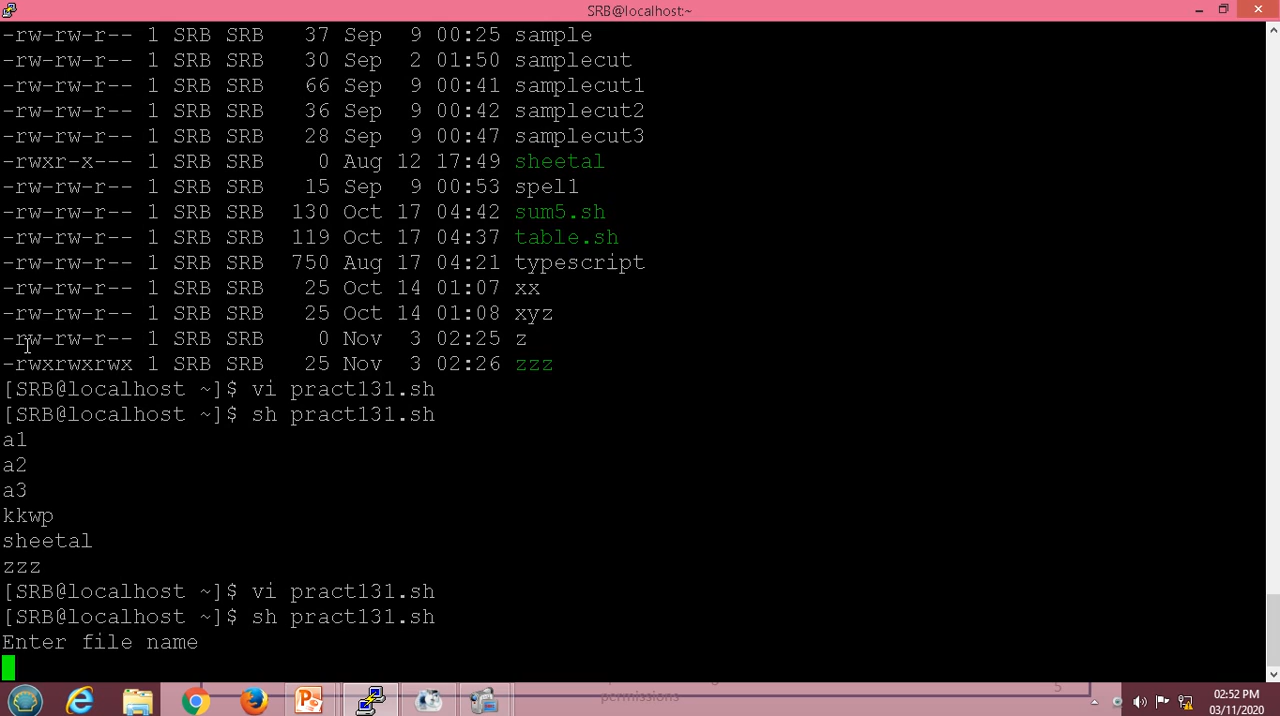 SRB@localhost:~
-rw-rw-r-- 1 SRB SRB   37 Sep  9 00:25 sample
-rw-rw-r-- 1 SRB SRB   30 Sep  2 01:50 samplecut
-rw-rw-r-- 1 SRB SRB   66 Sep  9 00:41 samplecut1
-rw-rw-r-- 1 SRB SRB   36 Sep  9 00:42 samplecut2
-rw-rw-r-- 1 SRB SRB   28 Sep  9 00:47 samplecut3
-rwxr-x--- 1 SRB SRB    0 Aug 12 17:49 sheetal
-rw-rw-r-- 1 SRB SRB   15 Sep  9 00:53 spel1
-rw-rw-r-- 1 SRB SRB  130 Oct 17 04:42 sum5.sh
-rw-rw-r-- 1 SRB SRB  119 Oct 17 04:37 table.sh
-rw-rw-r-- 1 SRB SRB  750 Aug 17 04:21 typescript
-rw-rw-r-- 1 SRB SRB   25 Oct 14 01:07 xx
-rw-rw-r-- 1 SRB SRB   25 Oct 14 01:08 xyz
-rw-rw-r-- 1 SRB SRB    0 Nov  3 02:25 z
-rwxrwxrwx 1 SRB SRB   25 Nov  3 02:26 zzz
[SRB@localhost ~]$ vi pract131.sh
[SRB@localhost ~]$ sh pract131.sh
a1
a2
a3
kkwp
sheetal
zzz
[SRB@localhost ~]$ vi pract131.sh
[SRB@localhost ~]$ sh pract131.sh
Enter file name
permissions
5
02:52 PM
03/11/2020